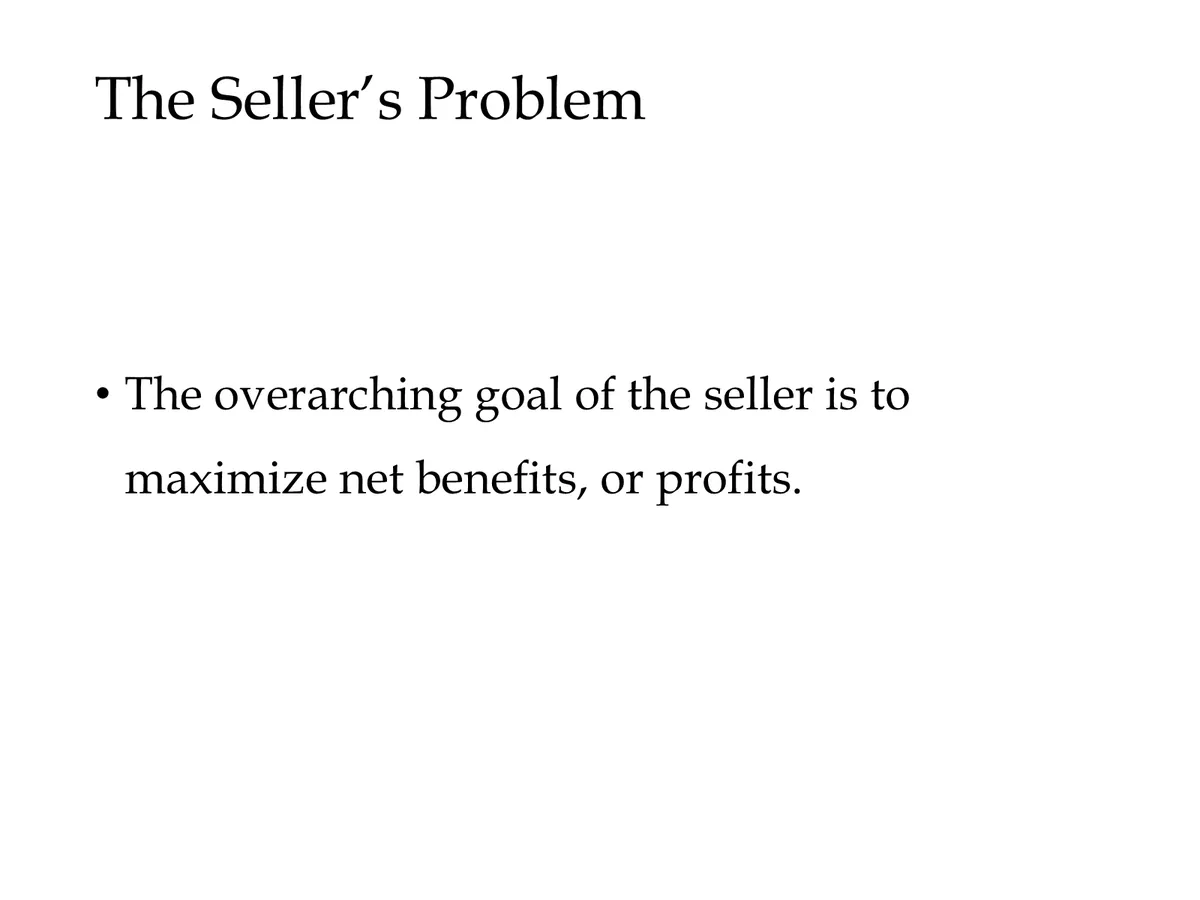 The Seller’s Problem
• The overarching goal of the seller is to
maximize net benefits, or profits.